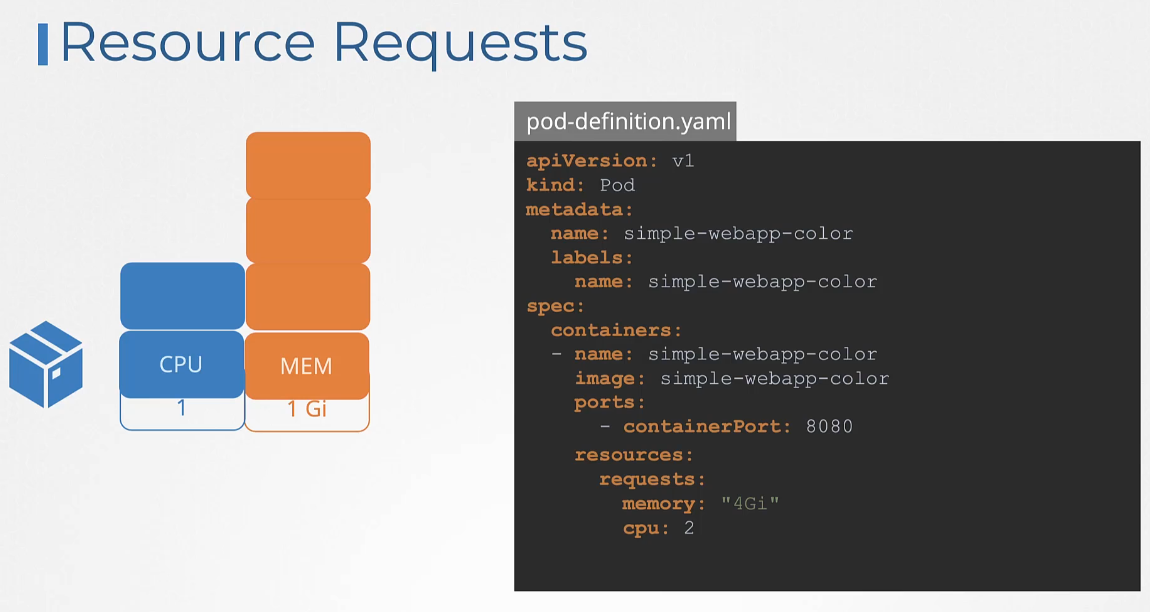 Resource Requests
CPU
1
MEM
1 Gi
pod-definition.yaml
apiVersion: v1
kind: Pod
metadata:
  name: simple-webapp-color
  labels:
    name: simple-webapp-color
spec:
  containers:
  - name: simple-webapp-color
    image: simple-webapp-color
    ports:
      - containerPort: 8080
    resources:
      requests:
        memory: "4Gi"
        cpu: 2